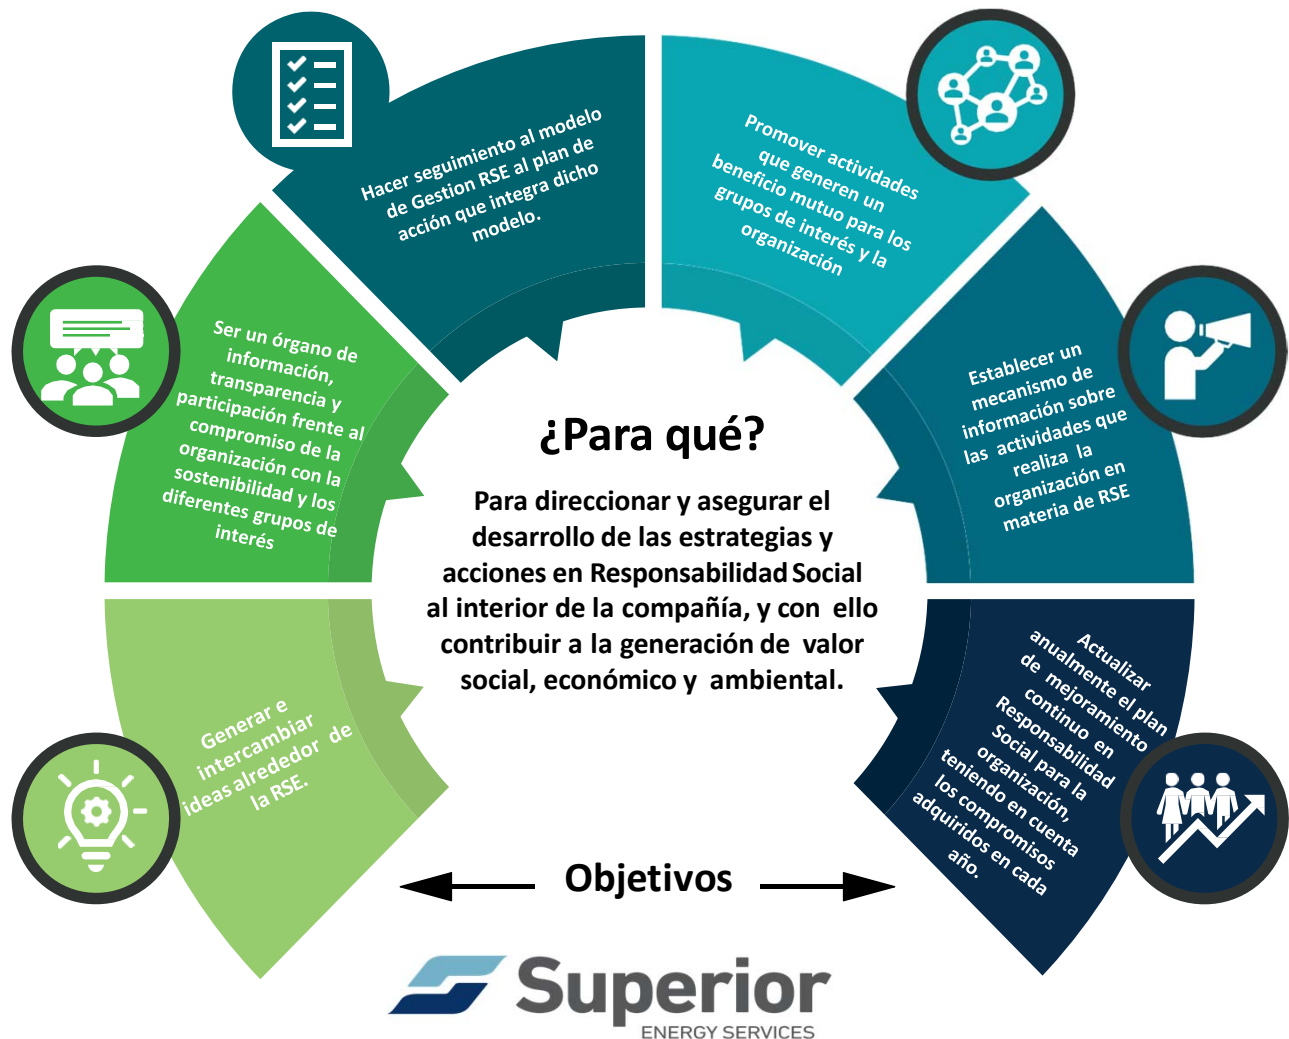 Hacer seguimiento al modelo
de Gestion RSE al plan de
acción que integra dicho
modelo.
Promover actividades
que generen un
beneficio mutuo para los
grupos de interés y la
organización
Ser un órgano de
información,
transparencia y
participación frente al
compromiso de la
organización con la
sostenibilidad y los
diferentes grupos de
interés
Establecer un
mecanismo de
información sobre
las actividades que
realiza la
organización en
materia de RSE
¿Para qué?
Para direccionar y asegurar el
desarrollo de las estrategias y
acciones en Responsabilidad Social
al interior de la compañía, y con ello
contribuir a la generación de valor
social, económico y ambiental.
Generar e
intercambiar
ideas alrededor de
la RSE.
Actualizar
anualmente el plan
de mejoramiento
continuo en
Responsabilidad
Social para la
organización,
teniendo en cuenta
los compromisos
adquiridos en cada
año.
Objetivos
Superior
ENERGY SERVICES